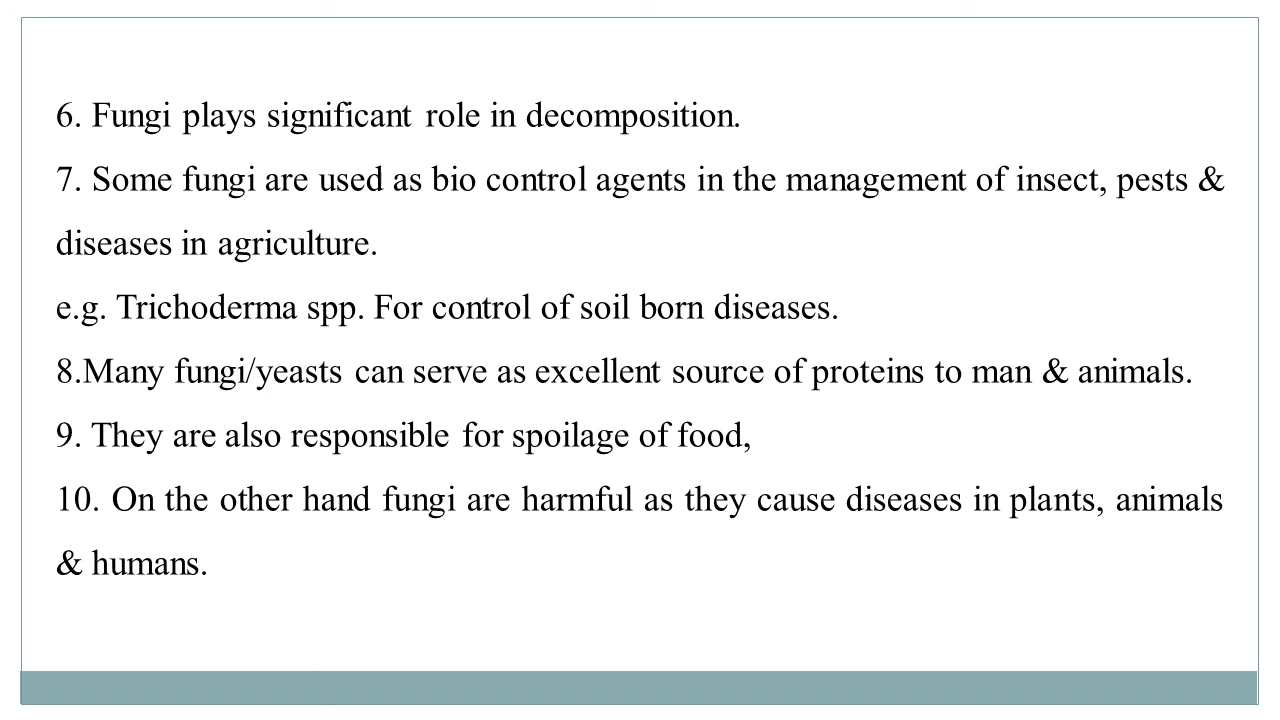 6. Fungi plays significant role in decomposition.
7. Some fungi are used as bio control agents in the management of insect, pests &
diseases in agriculture.
e.g. Trichoderma spp. For control of soil born diseases.
8.Many fungi/yeasts can serve as excellent source of proteins to man & animals.
9. They are also responsible for spoilage of food,
10. On the other hand fungi are harmful as they cause diseases in plants, animals
& humans.